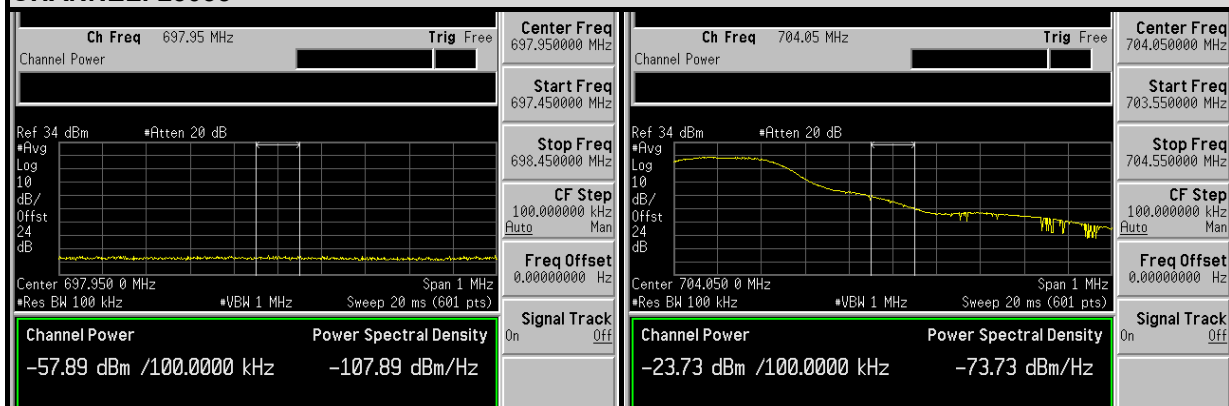 Ch Freq 697.95 MHz Trig Free
Channel Power
Center Freq
697.950000 MHz
Start Freq
697.450000 MHz
Stop Freq
698.450000 MHz
CF Step
100.000000 kHz
Auto Man
Freq Offset
0.00000000 Hz
Signal Track
On Off
Ref 34 dBm #Atten 20 dB
#Avg
Log
10
dB/
Offst
24
dB
Center 697.950 0 MHz Span 1 MHz
#Res BW 100 kHz #VBW 1 MHz Sweep 20 ms (601 pts)
Channel Power Power Spectral Density
-57.89 dBm /100.0000 kHz -107.89 dBm/Hz
Ch Freq 704.05 MHz Trig Free
Channel Power
Center Freq
704.050000 MHz
Start Freq
703.550000 MHz
Stop Freq
704.550000 MHz
CF Step
100.000000 kHz
Auto Man
Freq Offset
0.00000000 Hz
Signal Track
On Off
Ref 34 dBm #Atten 20 dB
#Avg
Log
10
dB/
Offst
24
dB
Center 704.050 0 MHz Span 1 MHz
#Res BW 100 kHz #VBW 1 MHz Sweep 20 ms (601 pts)
Channel Power Power Spectral Density
-23.73 dBm /100.0000 kHz -73.73 dBm/Hz